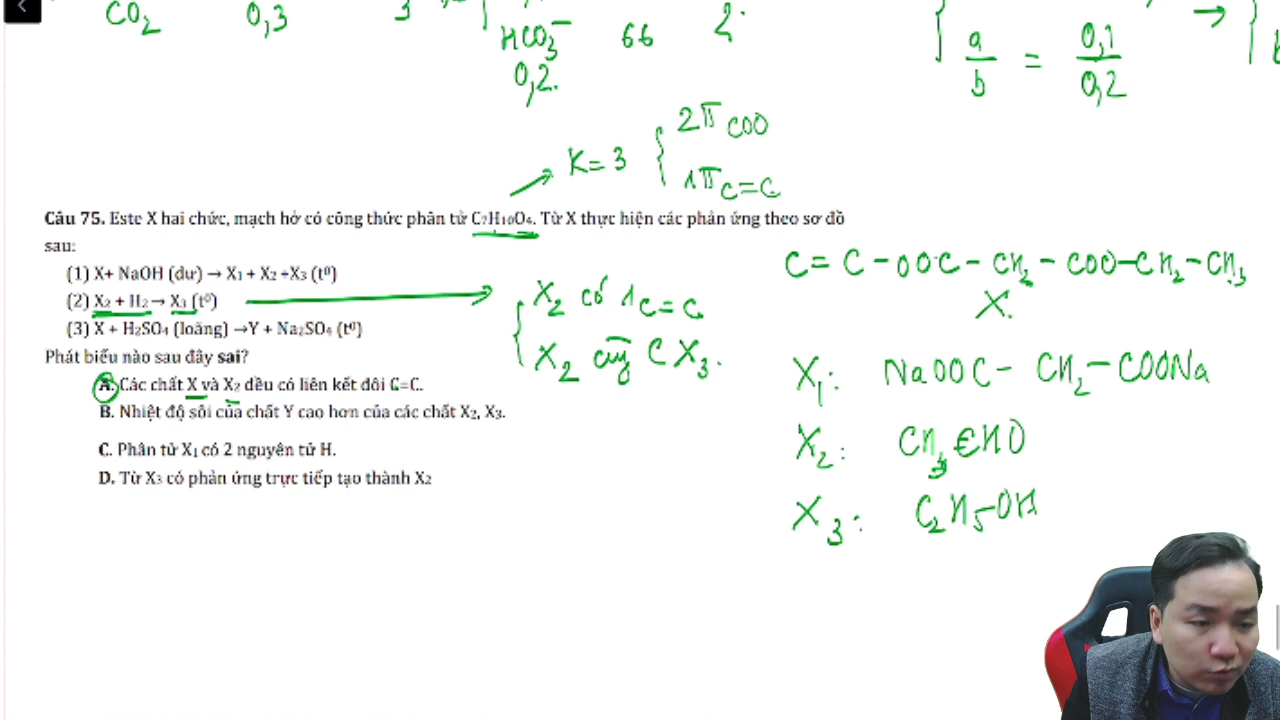 CO₂ 0,3 3
HCO₃⁻ 66 2
0,2.
a/b = 0,1/0,2 →
K = 3 { 2π COO
1π C=C
Câu 75. Este X hai chức, mạch hở có công thức phân tử C₇H₁₀O₄. Từ X thực hiện các phản ứng theo sơ đồ
sau:
(1) X+ NaOH (dư) → X₁ + X₂ +X₃ (t⁰)
(2) X₂ + H₂ → X₃ (t⁰)
(3) X + H₂SO₄ (loãng) →Y + Na₂SO₄ (t⁰)
Phát biểu nào sau đây sai?
A. Các chất X và X₂ đều có liên kết đôi C=C.
B. Nhiệt độ sôi của chất Y cao hơn của các chất X₂, X₃.
C. Phân tử X₁ có 2 nguyên tử H.
D. Từ X₃ có phản ứng trực tiếp tạo thành X₂
X₂ có 1 C=C
X₂ cùng C X₃.
C = C - OOC - CH₂ - COO - CH₂ - CH₃
X.
X₁: NaOOC - CH₂ - COONa
X₂: CH₃CHO
X₃: C₂H₅-OH